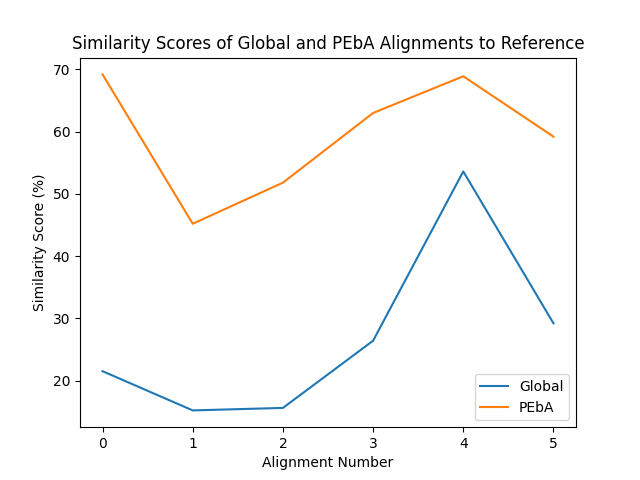 Similarity Scores of Global and PEbA Alignments to Reference
70
60
50
40
30
20
Similarity Score (%)
Global
PEbA
0 1 2 3 4 5
Alignment Number